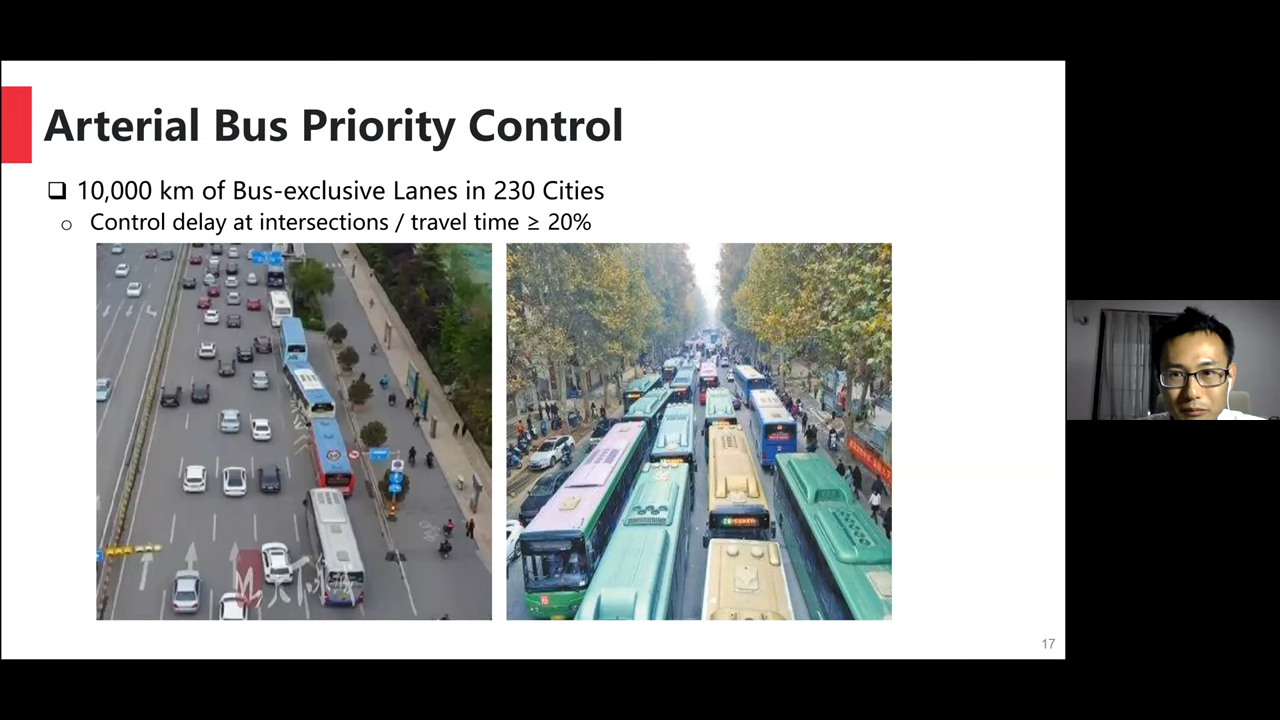 Arterial Bus Priority Control
❑ 10,000 km of Bus-exclusive Lanes in 230 Cities
○ Control delay at intersections / travel time ≥ 20%
17